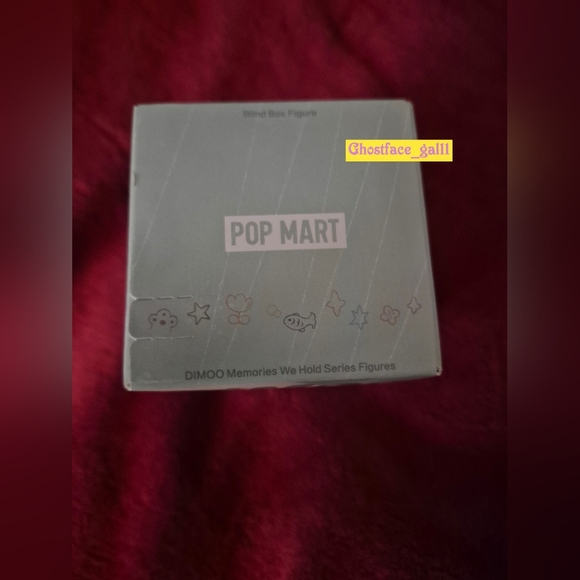 Blind Box Figure
Ghostface_gal11
POP MART
DIMOO Memories We Hold Series Figures